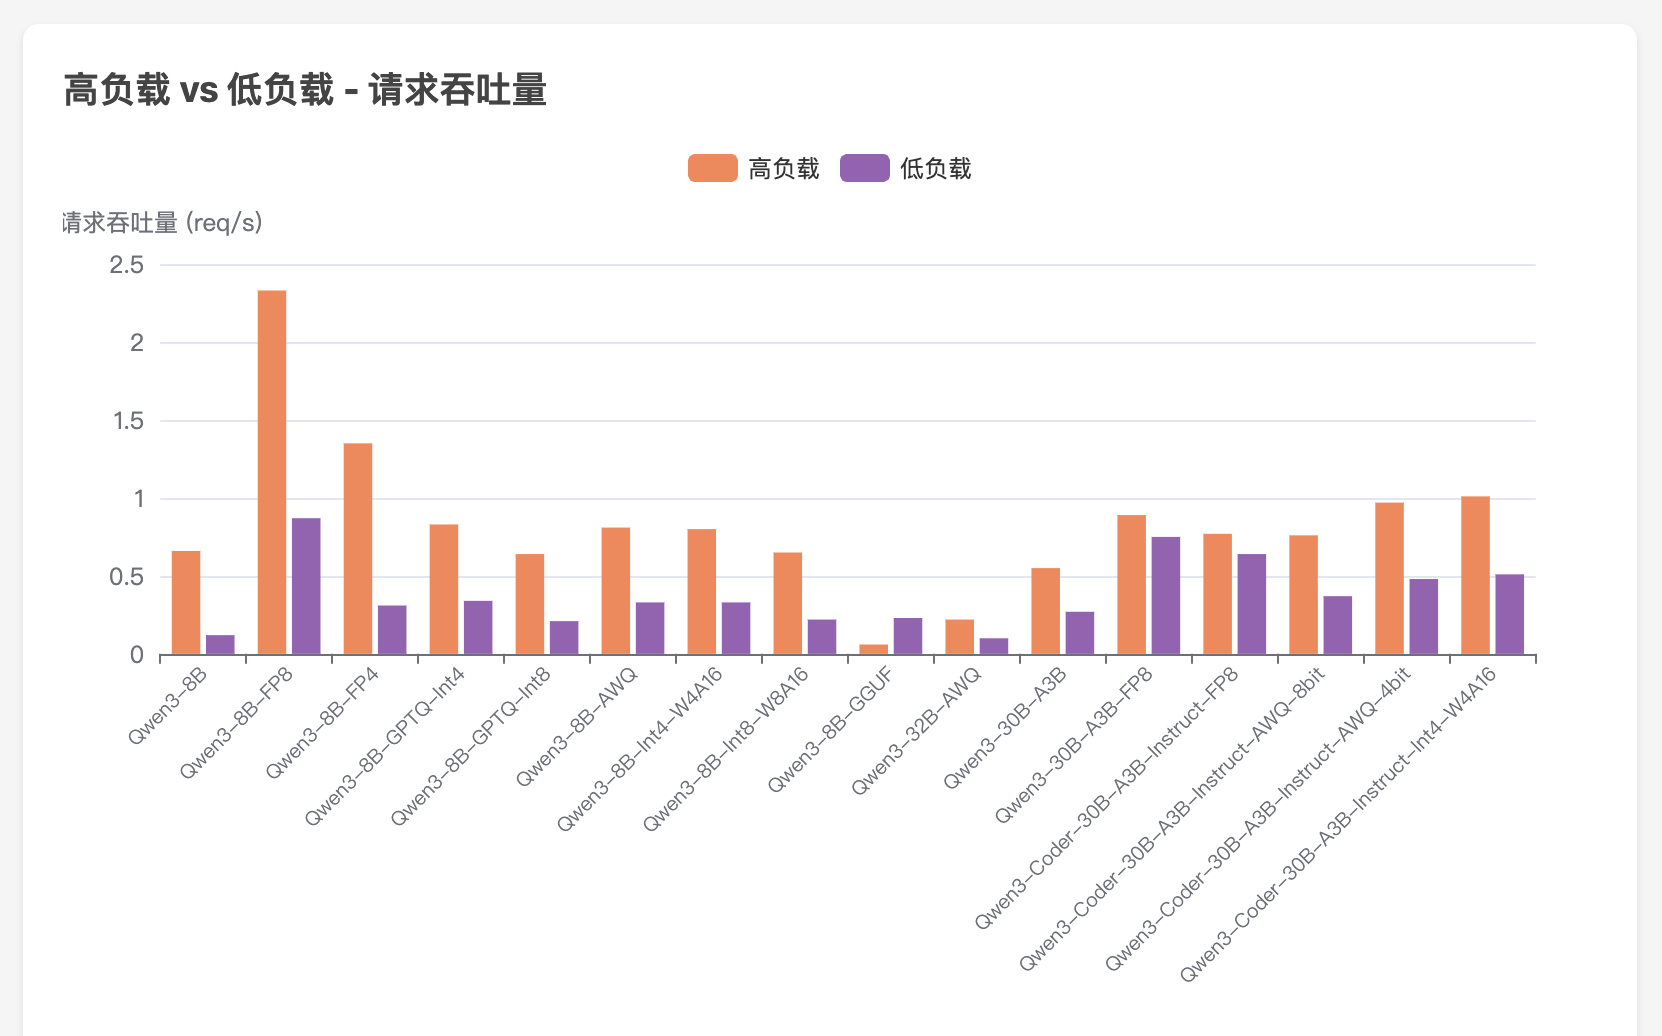 高负载 vs 低负载 - 请求吞吐量
高负载 低负载
请求吞吐量 (req/s)
2.5
2
1.5
1
0.5
0
Qwen3-8B
Qwen3-8B-FP8
Qwen3-8B-FP4
Qwen3-8B-GPTQ-Int4
Qwen3-8B-GPTQ-Int8
Qwen3-8B-AWQ
Qwen3-8B-Int4-W4A16
Qwen3-8B-Int8-W8A16
Qwen3-8B-GGUF
Qwen3-32B-AWQ
Qwen3-30B-A3B
Qwen3-30B-A3B-FP8
Qwen3-Coder-30B-A3B-Instruct-FP8
Qwen3-Coder-30B-A3B-Instruct-AWQ-8bit
Qwen3-Coder-30B-A3B-Instruct-AWQ-4bit
Qwen3-Coder-30B-A3B-Instruct-Int4-W4A16